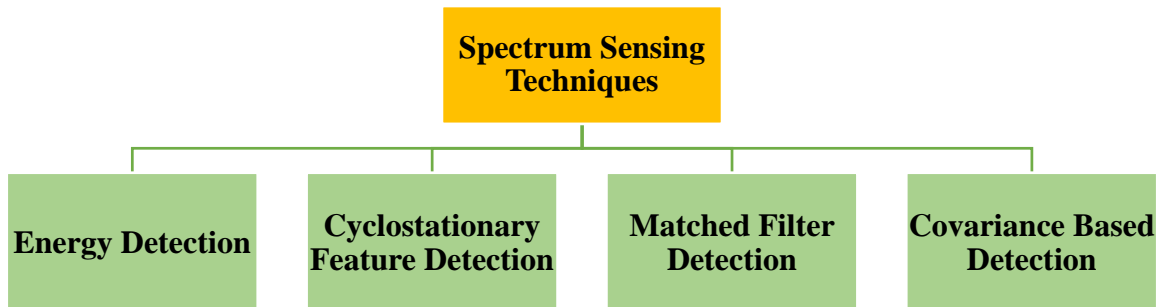 Spectrum Sensing
Techniques
Energy Detection
Cyclostationary
Feature Detection
Matched Filter
Detection
Covariance Based
Detection